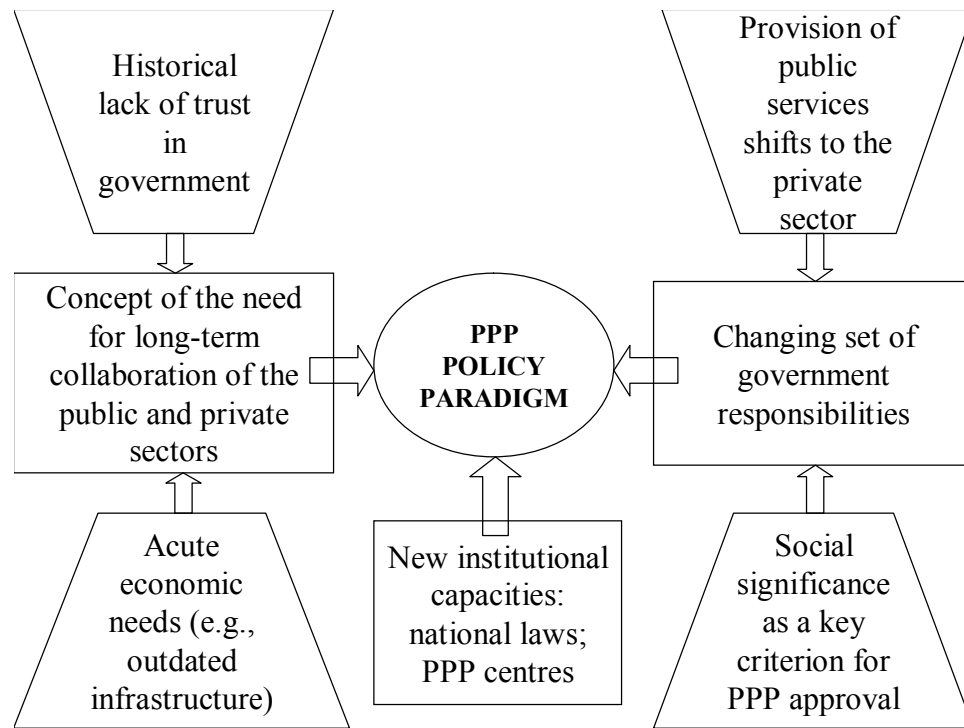 Historical
lack of trust
in
government
Provision of
public
services
shifts to the
private
sector
Concept of the need
for long-term
collaboration of the
public and private
sectors
PPP
POLICY
PARADIGM
Changing set of
government
responsibilities
Acute
economic
needs (e.g.,
outdated
infrastructure)
New institutional
capacities:
national laws;
PPP centres
Social
significance
as a key
criterion for
PPP approval